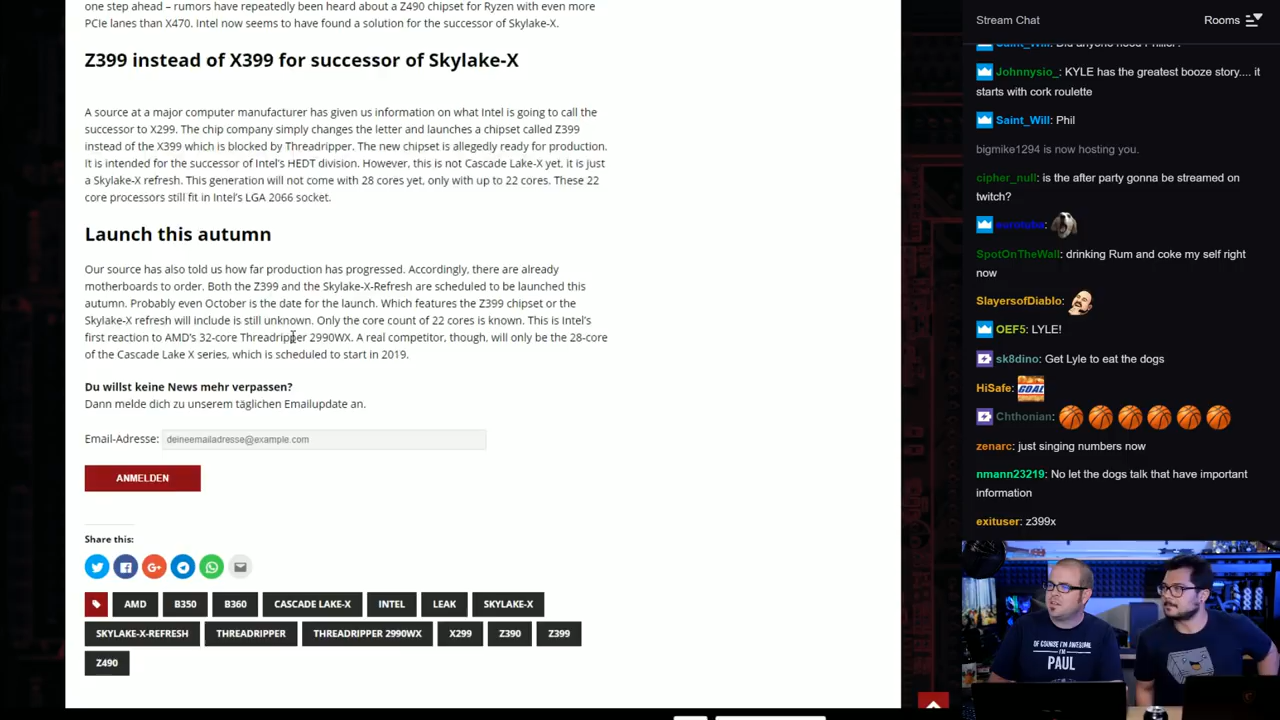 one step ahead – rumors have repeatedly been heard about a Z490 chipset for Ryzen with even more
PCIe lanes than X470. Intel now seems to have found a solution for the successor of Skylake-X.
Z399 instead of X399 for successor of Skylake-X
A source at a major computer manufacturer has given us information on what Intel is going to call the
successor to X299. The chip company simply changes the letter and launches a chipset called Z399
instead of the X399 which is blocked by Threadripper. The new chipset is allegedly ready for production.
It is intended for the successor of Intel's HEDT division. However, this is not Cascade Lake-X yet, it is just
a Skylake-X refresh. This generation will not come with 28 cores yet, only with up to 22 cores. These 22
core processors still fit in Intel's LGA 2066 socket.
Launch this autumn
Our source has also told us how far production has progressed. Accordingly, there are already
motherboards to order. Both the Z399 and the Skylake-X-Refresh are scheduled to be launched this
autumn. Probably even October is the date for the launch. Which features the Z399 chipset or the
Skylake-X refresh will include is still unknown. Only the core count of 22 cores is known. This is Intel's
first reaction to AMD's 32-core Threadripper 2990WX. A real competitor, though, will only be the 28-core
of the Cascade Lake X series, which is scheduled to start in 2019.
Du willst keine News mehr verpassen?
Dann melde dich zu unserem täglichen Emailupdate an.
Email-Adresse: deineemailadresse@example.com
ANMELDEN
Share this:
AMD B350 B360 CASCADE LAKE-X INTEL LEAK SKYLAKE-X
SKYLAKE-X-REFRESH THREADRIPPER THREADRIPPER 2990WX X299 Z390 Z399
Z490
Stream Chat Rooms
Saint_Will: Did anyone need
Johnnysio_: KYLE has the greatest booze story.... it
starts with cork roulette
Saint_Will: Phil
bigmike1294 is now hosting you.
cipher_null: is the after party gonna be streamed on
twitch?
SpotOnTheWall: drinking Rum and coke my self right
now
SlayersofDiablo:
OEF5: LYLE!
sk8dino: Get Lyle to eat the dogs
HiSafe: GOAL
Chthonian:
zenarc: just singing numbers now
nmann23219: No let the dogs talk that have important
information
exituser: z399x
OF COURSE I'M AWESOME
I'M
PAUL